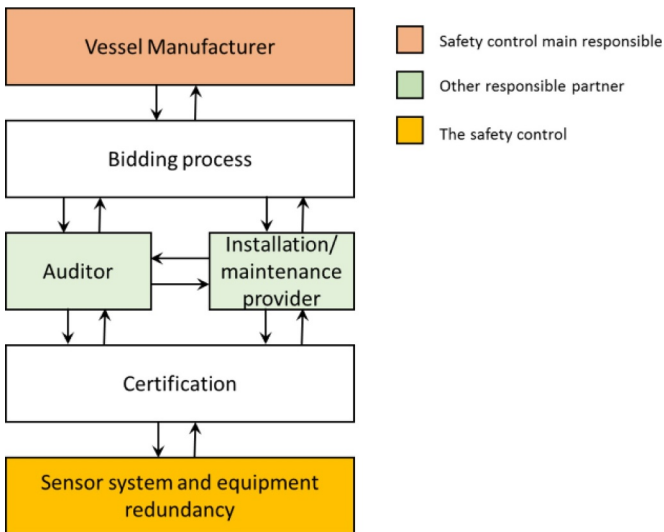 Vessel Manufacturer
Safety control main responsible
Other responsible partner
The safety control
Bidding process
Auditor
Installation/
maintenance
provider
Certification
Sensor system and equipment
redundancy